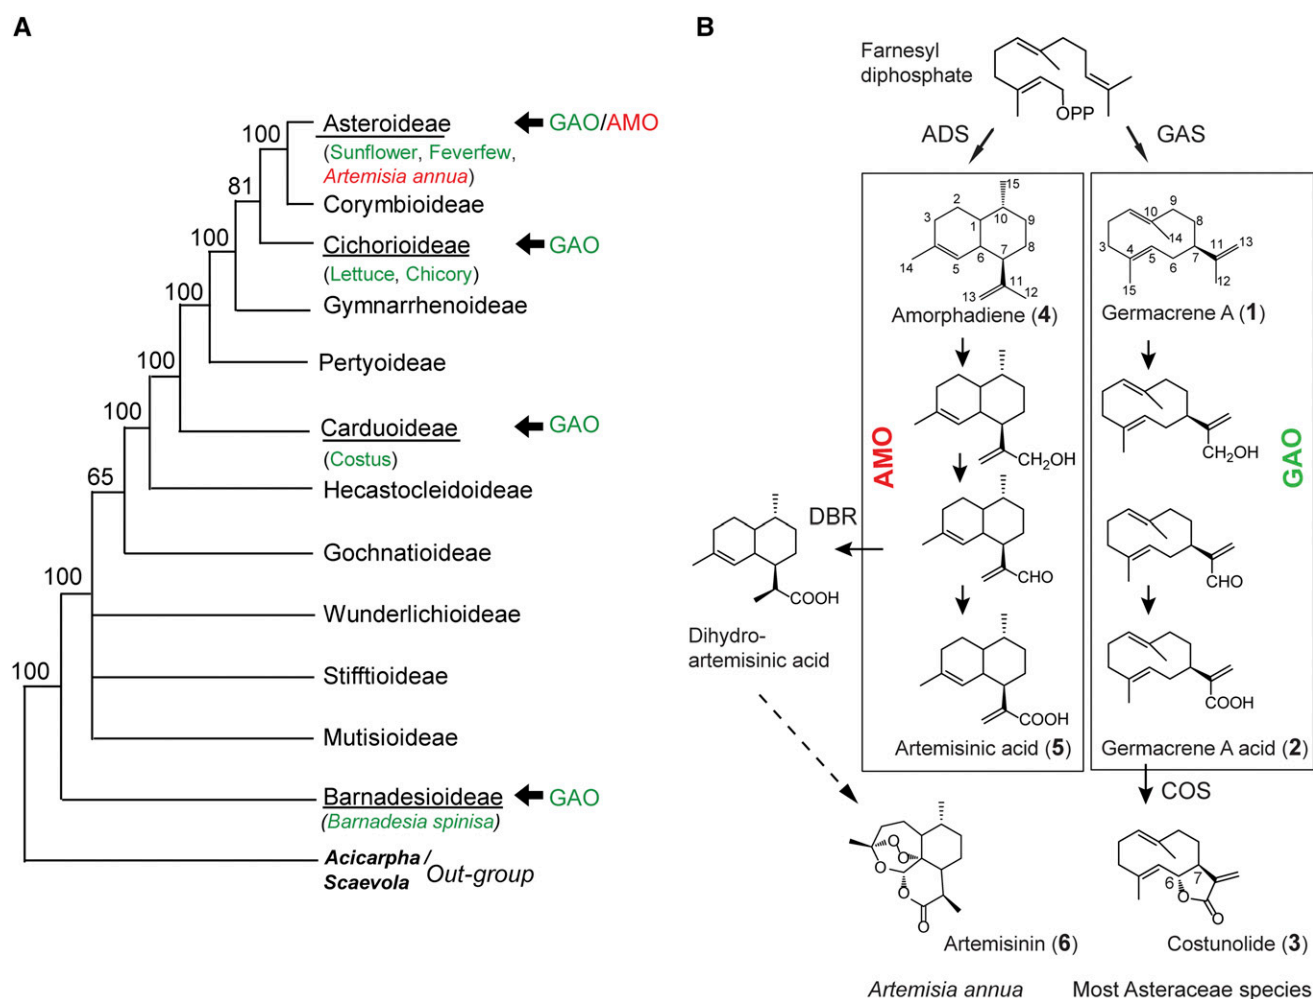 A
100
Asteroideae
GAO/AMO
(Sunflower, Feverfew,
Artemisia annua)
81
Corymbioideae
100
Cichorioideae
GAO
(Lettuce, Chicory)
100
Gymnarrhenoideae
100
Pertyoideae
100
Carduoideae
GAO
(Costus)
65
Hecastocleidoideae
Gochnatioideae
100
Wunderlichioideae
100
Stifftioideae
Mutisioideae
Barnadesioideae
GAO
(Barnadesia spinisa)
Acicarpha /
Scaevola
Out-group
B
Farnesyl
diphosphate
OPP
ADS
GAS
15
2
3
10
9
1
8
6
7
14
5
11
13
12
Amorphadiene (4)
9
10
8
14
11
13
3
4
5
6
7
15
12
Germacrene A (1)
AMO
GAO
CH2OH
CH2OH
DBR
CHO
CHO
COOH
Dihydro-
artemisinic acid
COOH
Artemisinic acid (5)
COOH
Germacrene A acid (2)
COS
O
O
O
O
O
Artemisinin (6)
6
7
O
O
Costunolide (3)
Artemisia annua
Most Asteraceae species